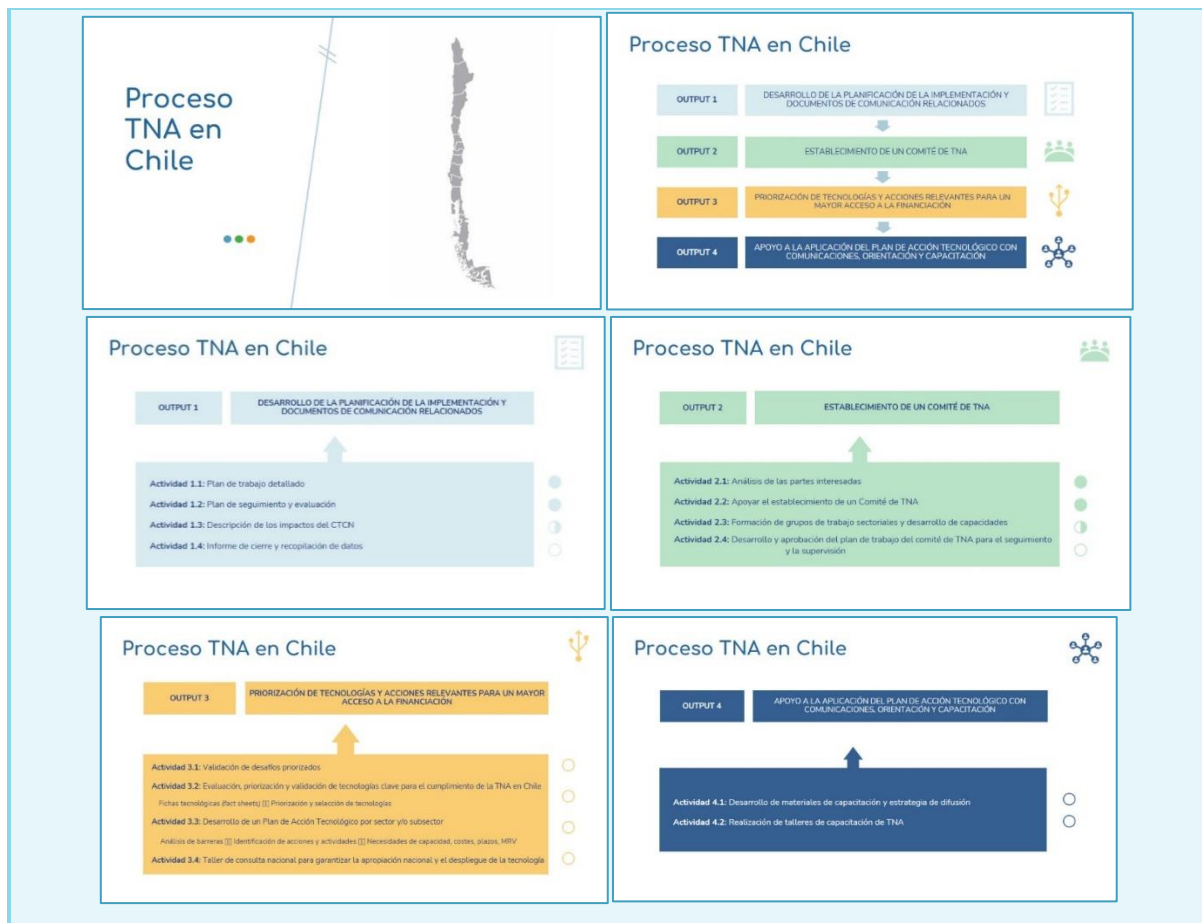 Proceso
TNA en
Chile
Proceso TNA en Chile
OUTPUT 1
DESARROLLO DE LA PLANIFICACIÓN DE LA IMPLEMENTACIÓN Y
DOCUMENTOS DE COMUNICACIÓN RELACIONADOS
OUTPUT 2
ESTABLECIMIENTO DE UN COMITÉ DE TNA
OUTPUT 3
PRIORIZACIÓN DE TECNOLOGÍAS Y ACCIONES RELEVANTES PARA UN
MAYOR ACCESO A LA FINANCIACIÓN
OUTPUT 4
APOYO A LA APLICACIÓN DEL PLAN DE ACCIÓN TECNOLÓGICO CON
COMUNICACIONES, ORIENTACIÓN Y CAPACITACIÓN
Proceso TNA en Chile
OUTPUT 1
DESARROLLO DE LA PLANIFICACIÓN DE LA IMPLEMENTACIÓN Y
DOCUMENTOS DE COMUNICACIÓN RELACIONADOS
Actividad 1.1: Plan de trabajo detallado
Actividad 1.2: Plan de seguimiento y evaluación
Actividad 1.3: Descripción de los impactos del CTCN
Actividad 1.4: Informe de cierre y recopilación de datos
Proceso TNA en Chile
OUTPUT 2
ESTABLECIMIENTO DE UN COMITÉ DE TNA
Actividad 2.1: Análisis de las partes interesadas
Actividad 2.2: Apoyar el establecimiento de un Comité de TNA
Actividad 2.3: Formación de grupos de trabajo sectoriales y desarrollo de capacidades
Actividad 2.4: Desarrollo y aprobación del plan de trabajo del comité de TNA para el seguimiento
y la supervisión
Proceso TNA en Chile
OUTPUT 3
PRIORIZACIÓN DE TECNOLOGÍAS Y ACCIONES RELEVANTES PARA UN MAYOR
ACCESO A LA FINANCIACIÓN
Actividad 3.1: Validación de desafíos priorizados
Actividad 3.2: Evaluación, priorización y validación de tecnologías clave para el cumplimiento de la TNA en Chile
Fichas tecnológicas (fact sheets) Priorización y selección de tecnologías
Actividad 3.3: Desarrollo de un Plan de Acción Tecnológico por sector y/o subsector
Análisis de barreras Identificación de acciones y actividades Necesidades de capacidad, costes, plazos, MRV
Actividad 3.4: Taller de consulta nacional para garantizar la apropiación nacional y el despliegue de la tecnología
Proceso TNA en Chile
OUTPUT 4
APOYO A LA APLICACIÓN DEL PLAN DE ACCIÓN TECNOLÓGICO CON
COMUNICACIONES, ORIENTACIÓN Y CAPACITACIÓN
Actividad 4.1: Desarrollo de materiales de capacitación y estrategia de difusión
Actividad 4.2: Realización de talleres de capacitación de TNA